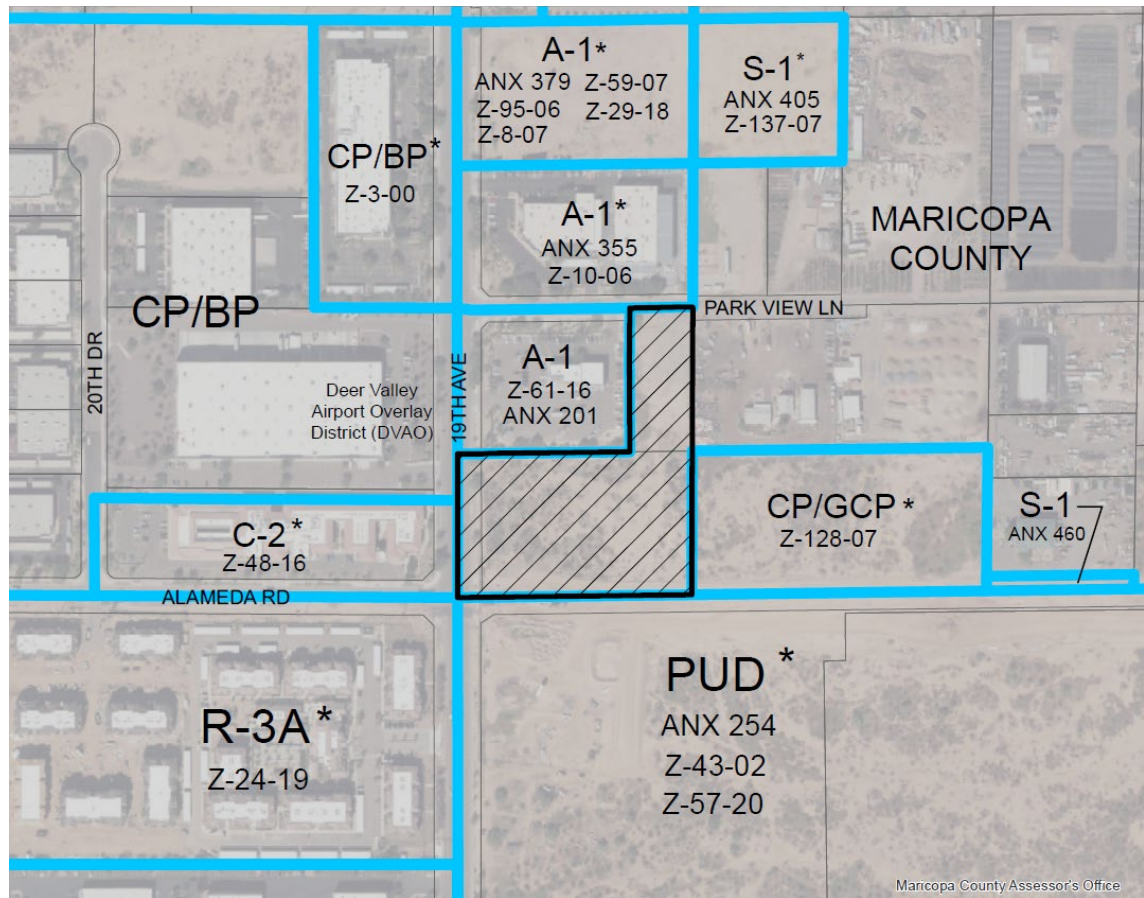 A-1*
ANX 379 Z-59-07
Z-95-06 Z-29-18
Z-8-07
S-1*
ANX 405
Z-137-07
CP/BP*
Z-3-00
A-1*
ANX 355
Z-10-06
MARICOPA
COUNTY
CP/BP
PARK VIEW LN
20TH DR
Deer Valley
Airport Overlay
District (DVAO)
19TH AVE
A-1
Z-61-16
ANX 201
C-2*
Z-48-16
CP/GCP *
Z-128-07
S-1
ANX 460
ALAMEDA RD
R-3A*
Z-24-19
PUD *
ANX 254
Z-43-02
Z-57-20
Maricopa County Assessor's Office